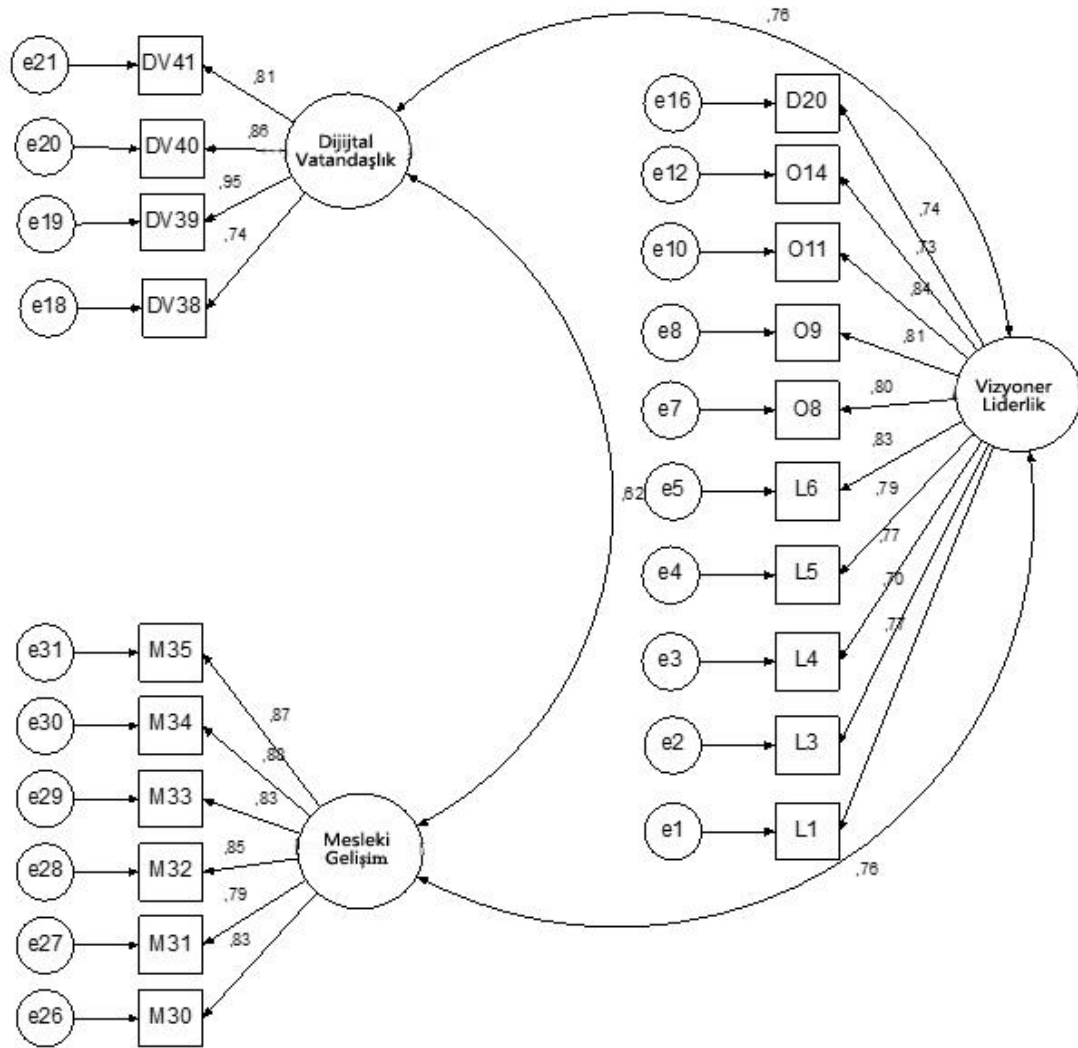 ,76
e21
DV41
,81
e20
DV40
,86
Dijijtal
Vatandaşlık
e19
DV39
,95
e18
DV38
,74
e16
D20
,74
e12
O14
,73
e10
O11
,84
e8
O9
,81
e7
O8
,80
Vizyoner
Liderlik
e5
L6
,83
e4
L5
,79
e3
L4
,77
e2
L3
,70
e1
L1
,77
,62
,76
e31
M35
,87
e30
M34
,88
e29
M33
,83
Mesleki
Gelişim
e28
M32
,85
e27
M31
,79
e26
M30
,83